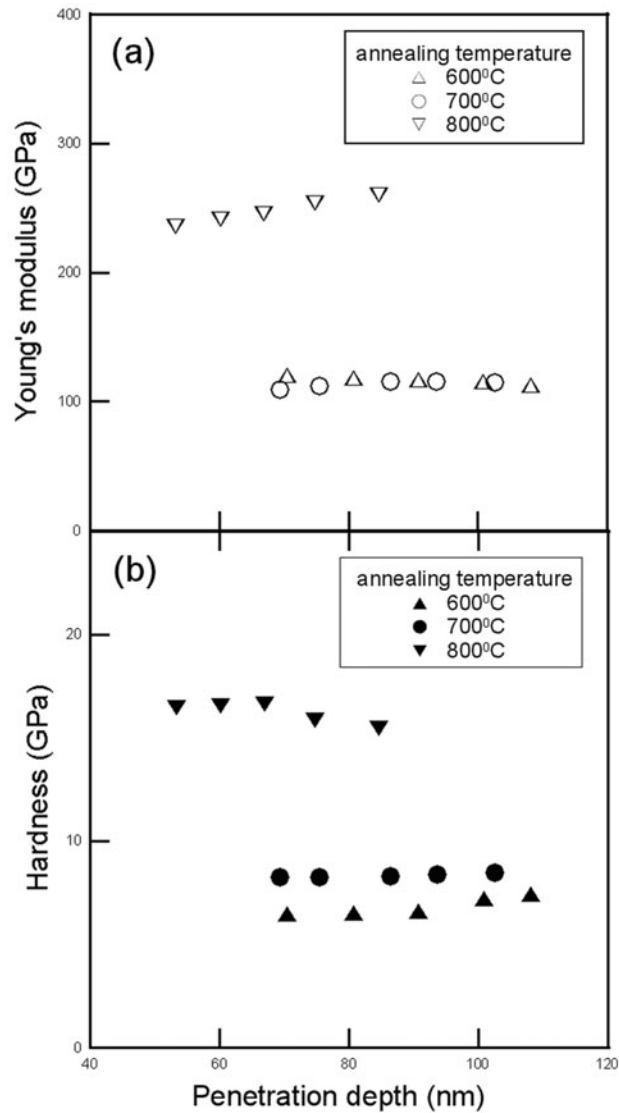 400
(a)
annealing temperature
△ 600⁰C
○ 700⁰C
▽ 800⁰C
300
200
100
0
Young's modulus (GPa)
(b)
annealing temperature
▲ 600⁰C
● 700⁰C
▼ 800⁰C
20
10
0
Hardness (GPa)
40 60 80 100 120
Penetration depth (nm)